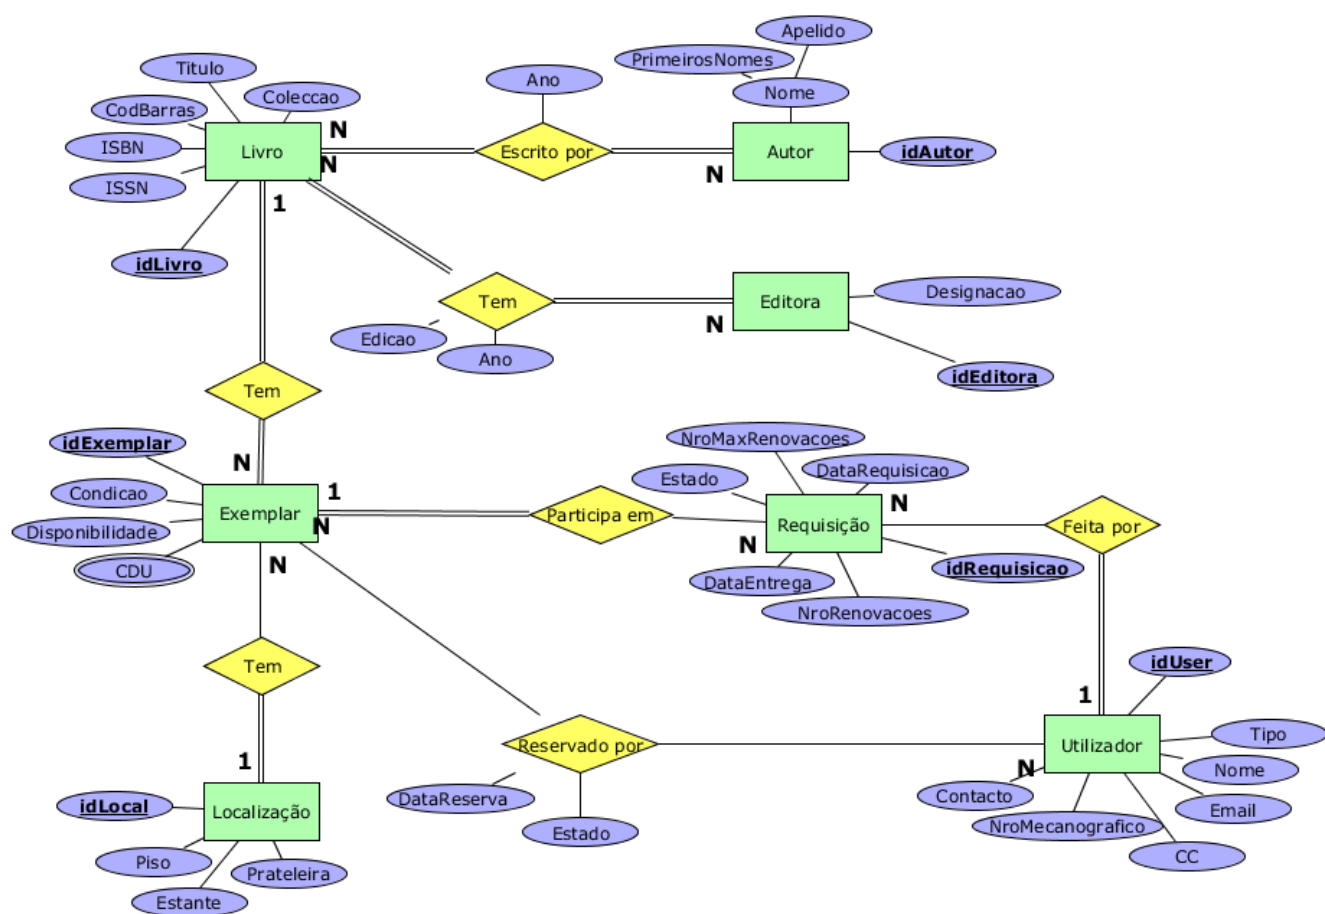 Apelido
PrimeirosNomes
Titulo
Ano
Nome
Coleccao
CodBarras
N
ISBN
Livro
Escrito por
Autor
idAutor
N
ISSN
N
1
idLivro
Designacao
Tem
Editora
N
Edicao
Ano
idEditora
Tem
idExemplar
NroMaxRenovacoes
N
DataRequisicao
Estado
1
Condicao
N
Exemplar
Participa em
Requisição
Feita por
N
Disponibilidade
N
N
CDU
idRequisicao
DataEntrega
NroRenovacoes
Tem
idUser
1
Tipo
Reservado por
Utilizador
1
N
Nome
Contacto
DataReserva
idLocal
Email
Localização
NroMecanografico
Estado
Piso
CC
Prateleira
Estante